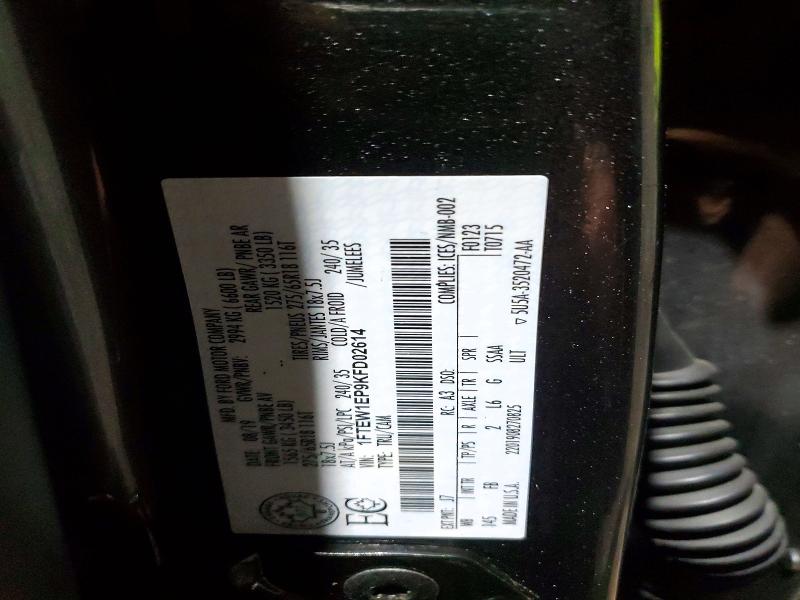 MFD. BY FORD MOTOR COMPANY
DATE: 08/19 GVWR/PNBV: 2994 KG ( 6600 LB)
FRONT GAWR/ PNBE AV REAR GAWR/ PNBE AR
1565 KG ( 3450 LB) 1520 KG ( 3350 LB)
275/65R18 116T TIRES/PNEUS 275/65R18 116T
18x7.5J RIMS/JANTES 18x7.5J
AT/A kPa/PSI/LPC 240/35 COLD/A FROID 240/35
VIN: 1FTEW1EP9KFD02614 /JUMELEES
TYPE: TRU/CAM
EC
EXT PNT: J7 RC: A3 DSO: COMPLIES: ICES/NMB-002
WB INTTR TP/PS R AXLE TR SPR F0123
145 FB 2 L6 G SSAA T0715
ULT ▽ 5U5A-3520472-AA
MADE IN U.S.A. 2201908270825